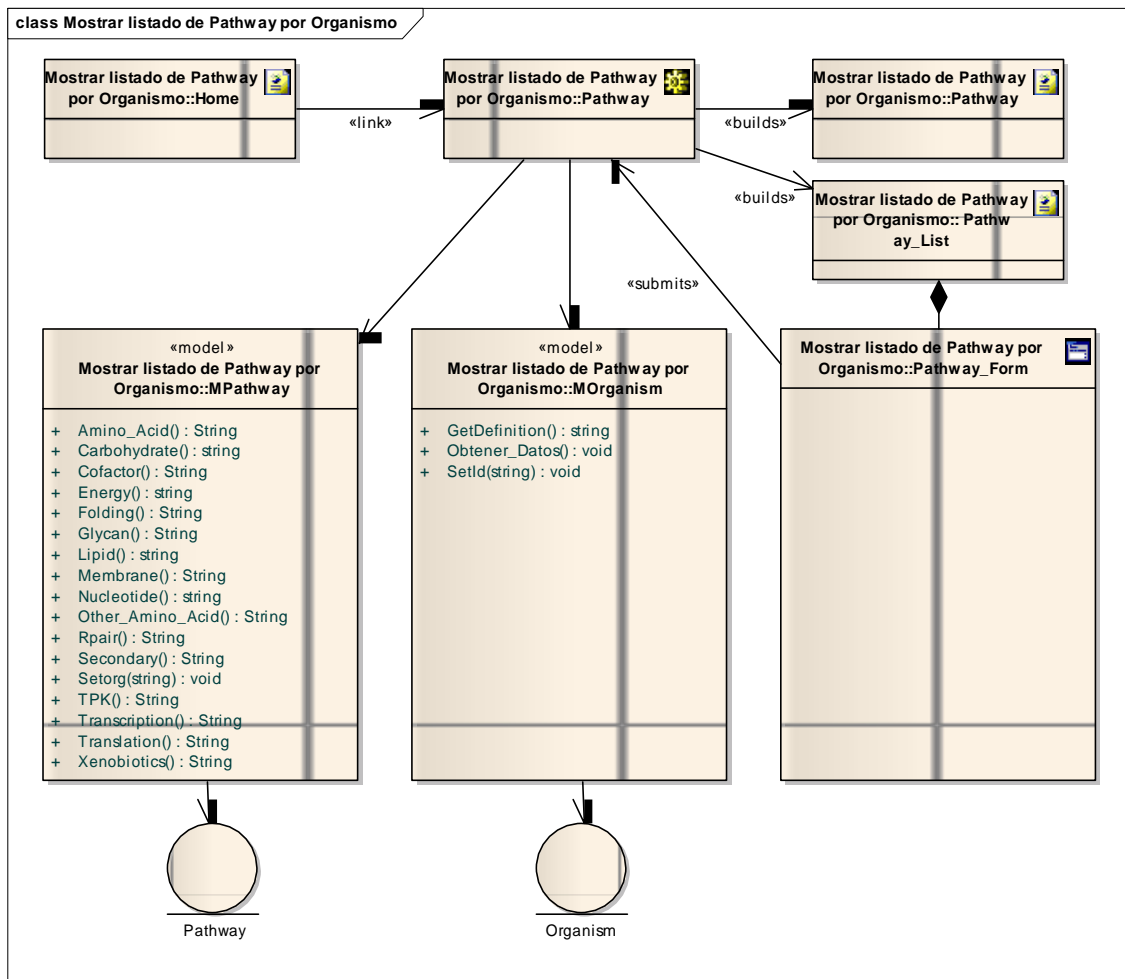 class Mostrar listado de Pathway por Organismo
Mostrar listado de Pathway
por Organismo::Home
«link»
Mostrar listado de Pathway
por Organismo::Pathway
«builds»
Mostrar listado de Pathway
por Organismo::Pathway
«builds»
Mostrar listado de Pathway
por Organismo:: Pathw
ay_List
«submits»
«model»
Mostrar listado de Pathway por
Organismo::MPathway
+ Amino_Acid() : String
+ Carbohydrate() : string
+ Cofactor() : String
+ Energy() : string
+ Folding() : String
+ Glycan() : String
+ Lipid() : string
+ Membrane() : String
+ Nucleotide() : string
+ Other_Amino_Acid() : String
+ Rpair() : String
+ Secondary() : String
+ Setorg(string) : void
+ TPK() : String
+ Transcription() : String
+ Translation() : String
+ Xenobiotics() : String
«model»
Mostrar listado de Pathway por
Organismo::MOrganism
+ GetDefinition() : string
+ Obtener_Datos() : void
+ SetId(string) : void
Mostrar listado de Pathway por
Organismo::Pathway_Form
Pathway
Organism